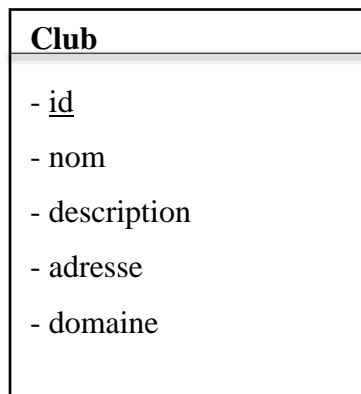 Club
- id
- nom
- description
- adresse
- domaine